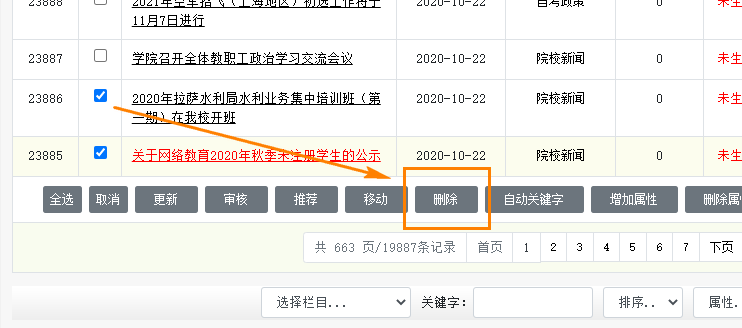 23888 2021年空军招飞（上海地区）初选工作将于 2020-10-22 自考政策 0 未生
11月7日进行
23887 学院召开全体教职工政治学习交流会议 2020-10-22 院校新闻 0 未生
23886 2020年拉萨水利局水利业务集中培训班（第 2020-10-22 院校新闻 0 未生
一期）在我校开班
23885 关于网络教育2020年秋季未注册学生的公示 2020-10-22 院校新闻 0 未生
全选 取消 更新 审核 推荐 移动 删除 自动关键字 增加属性 删除属
共 663 页/19887条记录 首页 1 2 3 4 5 6 7 下页
选择栏目... 关键字: 排序.. 属性.